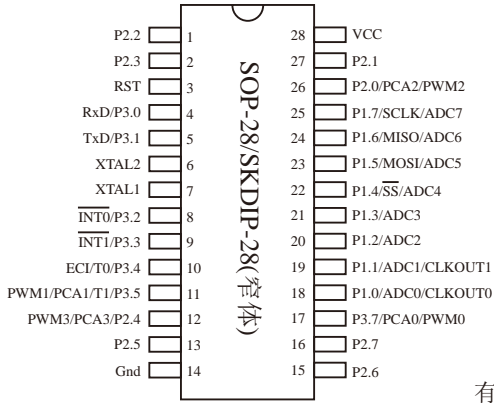 P2.2 1 28 VCC
P2.3 2 27 P2.1
RST 3 26 P2.0/PCA2/PWM2
RxD/P3.0 4 25 P1.7/SCLK/ADC7
TxD/P3.1 5 24 P1.6/MISO/ADC6
XTAL2 6 23 P1.5/MOSI/ADC5
XTAL1 7 22 P1.4/SS/ADC4
INT0/P3.2 8 21 P1.3/ADC3
INT1/P3.3 9 20 P1.2/ADC2
ECI/T0/P3.4 10 19 P1.1/ADC1/CLKOUT1
PWM1/PCA1/T1/P3.5 11 18 P1.0/ADC0/CLKOUT0
PWM3/PCA3/P2.4 12 17 P3.7/PCA0/PWM0
P2.5 13 16 P2.7
Gnd 14 15 P2.6
SOP-28/SKDIP-28(窄体)
有